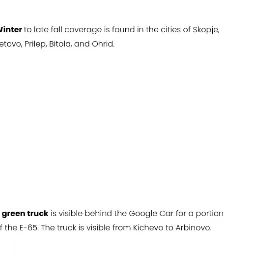 Winter to late fall coverage is found in the cities of Skopje,
etovo, Prilep, Bitola, and Ohrid.
green truck is visible behind the Google Car for a portion
f the E-65. The truck is visible from Kichevo to Arbinovo.